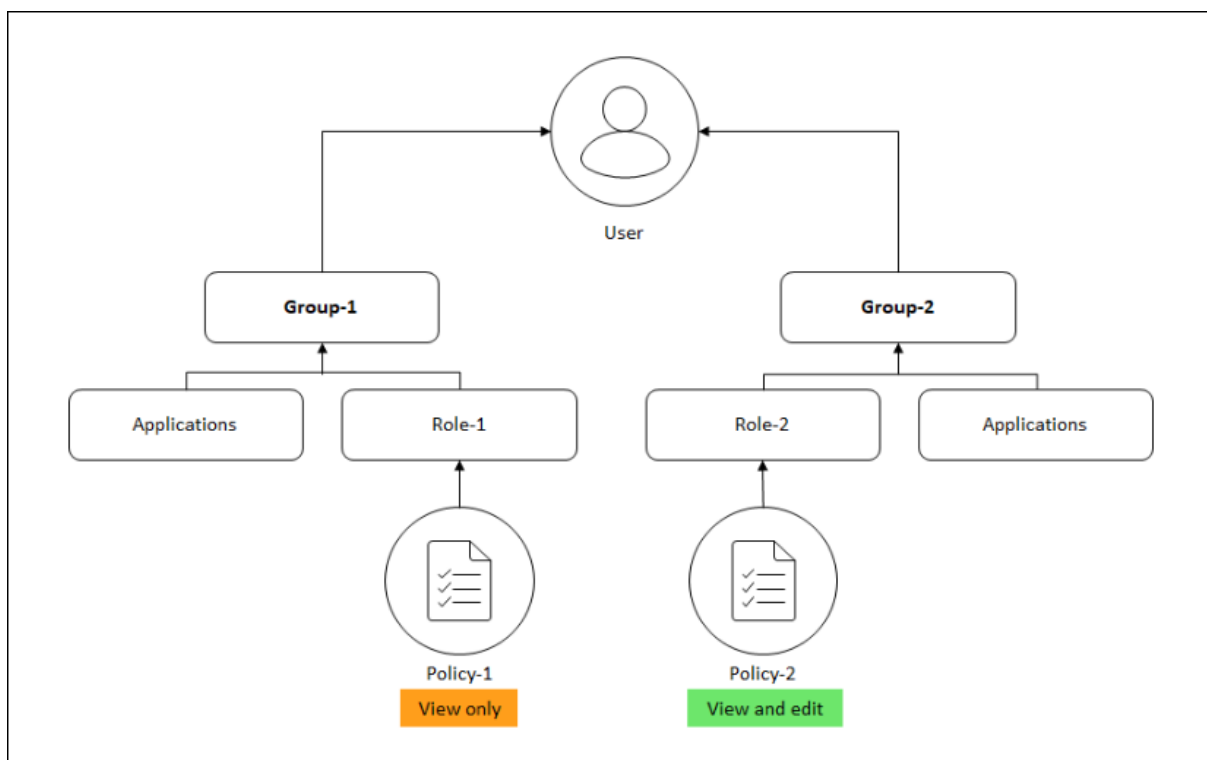 User
Group-1
Group-2
Applications
Role-1
Role-2
Applications
Policy-1
Policy-2
View only
View and edit